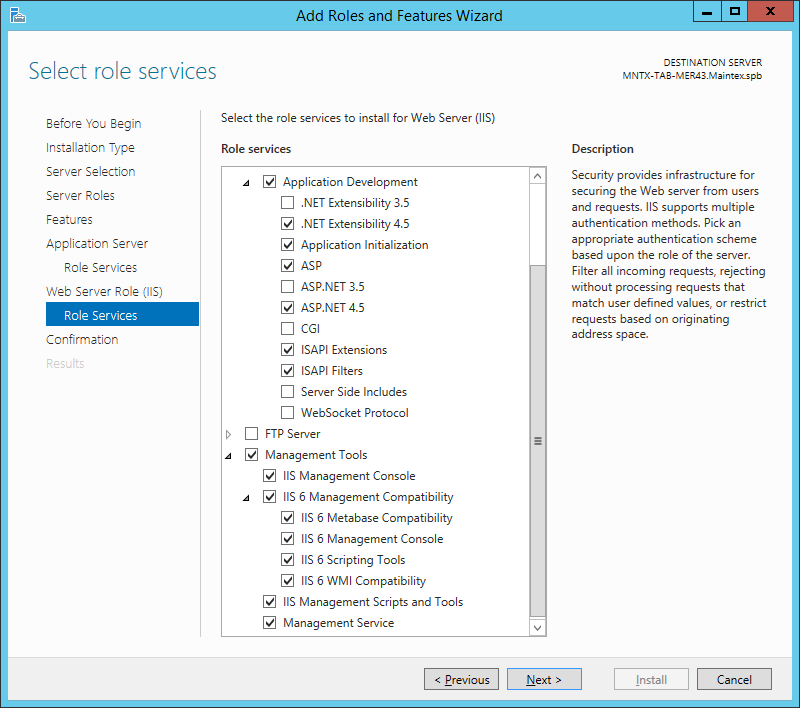 Add Roles and Features Wizard
Select role services
DESTINATION SERVER
MNTX-TAB-MER43.Maintex.spb
Before You Begin
Installation Type
Server Selection
Server Roles
Features
Application Server
Role Services
Web Server Role (IIS)
Role Services
Confirmation
Results
Select the role services to install for Web Server (IIS)
Role services
Application Development
.NET Extensibility 3.5
.NET Extensibility 4.5
Application Initialization
ASP
ASP.NET 3.5
ASP.NET 4.5
CGI
ISAPI Extensions
ISAPI Filters
Server Side Includes
WebSocket Protocol
FTP Server
Management Tools
IIS Management Console
IIS 6 Management Compatibility
IIS 6 Metabase Compatibility
IIS 6 Management Console
IIS 6 Scripting Tools
IIS 6 WMI Compatibility
IIS Management Scripts and Tools
Management Service
Description
Security provides infrastructure for
securing the Web server from users
and requests. IIS supports multiple
authentication methods. Pick an
appropriate authentication scheme
based upon the role of the server.
Filter all incoming requests, rejecting
without processing requests that
match user defined values, or restrict
requests based on originating
address space.
< Previous
Next >
Install
Cancel